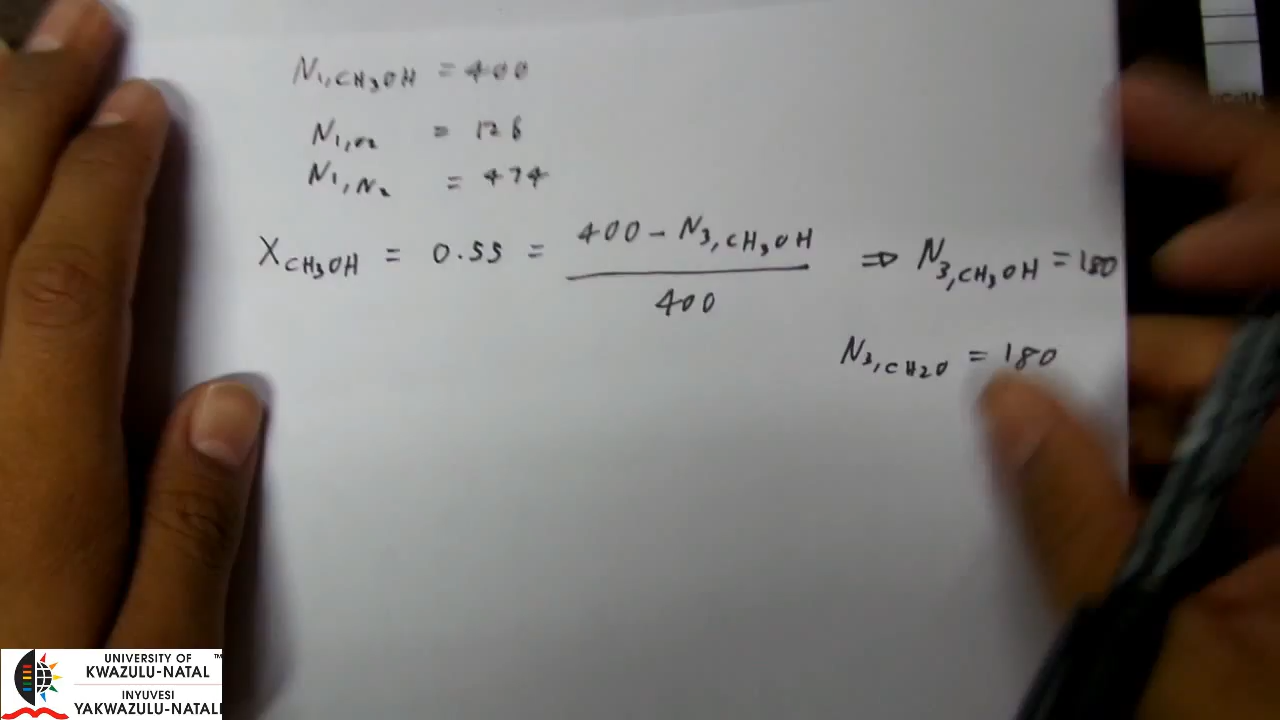 N1,CH3OH = 400
N1,O2 = 126
N1,N2 = 474
XCH3OH = 0.55 = 400 - N3,CH3OH / 400 ⇒ N3,CH3OH = 180
N3,CH2O = 180
UNIVERSITY OF
KWAZULU-NATAL
INYUVESI
YAKWAZULU-NATALI